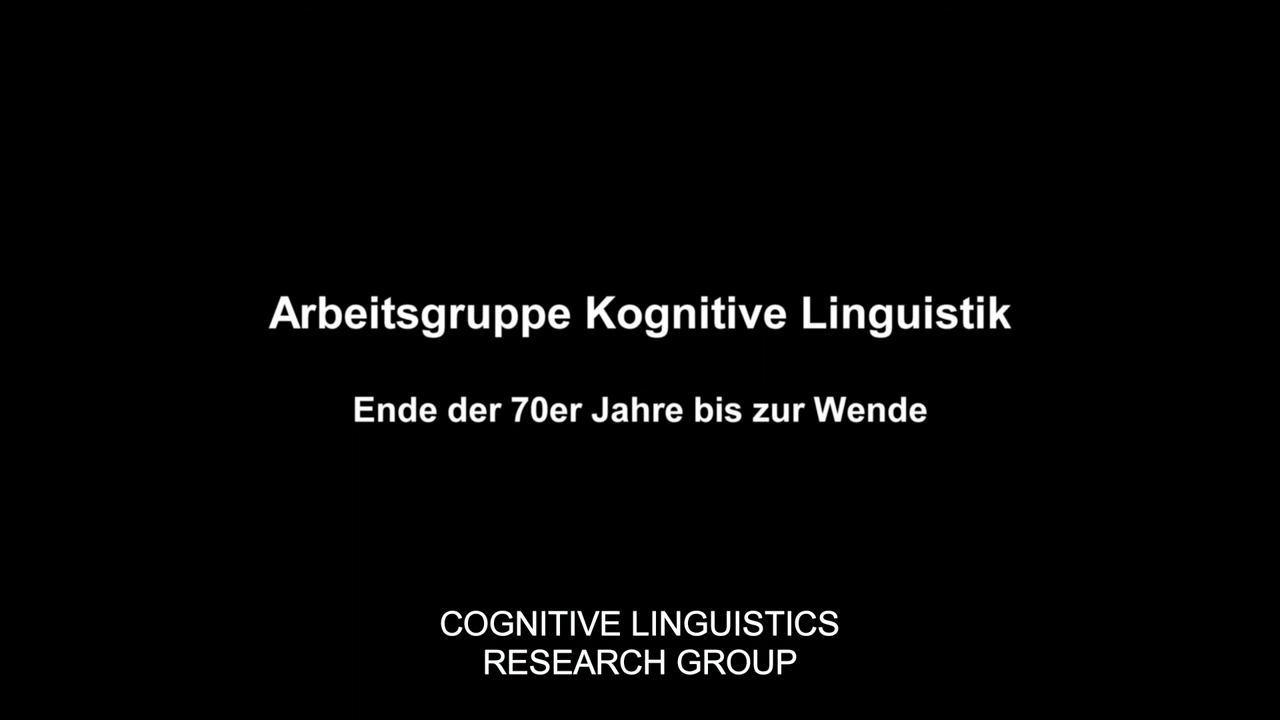 Arbeitsgruppe Kognitive Linguistik
Ende der 70er Jahre bis zur Wende
COGNITIVE LINGUISTICS
RESEARCH GROUP